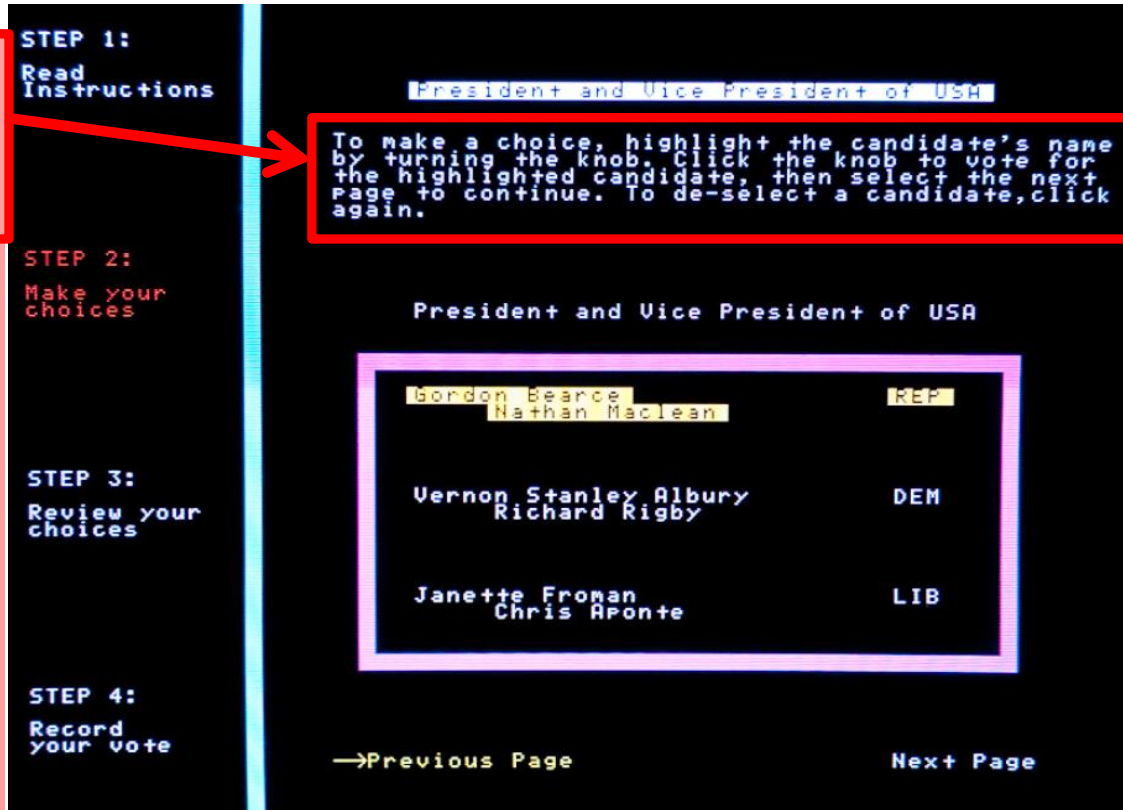 STEP 1:
Read
Instructions
STEP 2:
Make your
choices
STEP 3:
Review your
choices
STEP 4:
Record
your vote
President and Vice President of USA
To make a choice, highlight the candidate's name
by turning the knob. Click the knob to vote for
the highlighted candidate, then select the next
page to continue. To de-select a candidate,click
again.
President and Vice President of USA
Gordon Bearce REP
Nathan Maclean
Vernon Stanley Albury DEM
Richard Rigby
Janette Froman LIB
Chris Aponte
→Previous Page Next Page